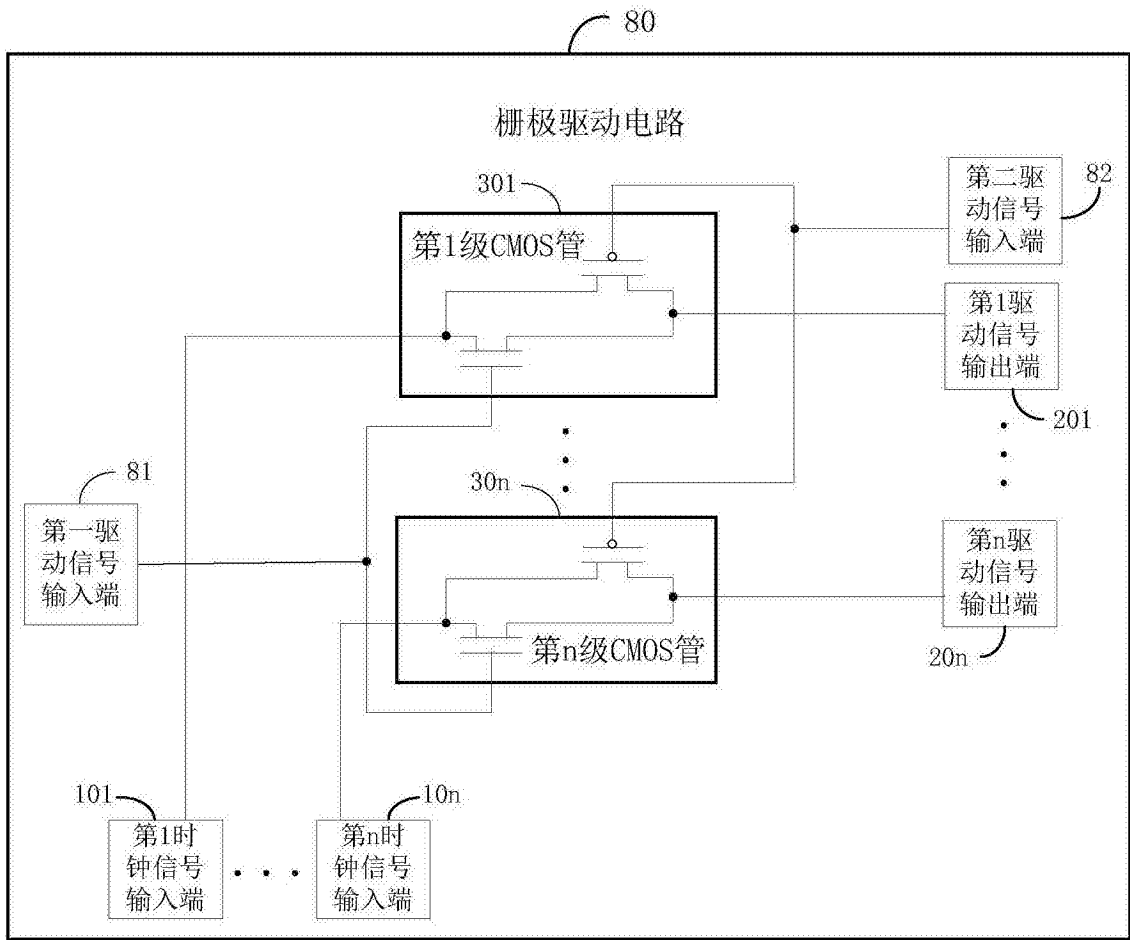 80
栅极驱动电路
301
第1级CMOS管
第二驱
动信号
输入端
82
第1驱
动信号
输出端
201
81
第一驱
动信号
输入端
30n
第n级CMOS管
第n驱
动信号
输出端
20n
101
第1时
钟信号
输入端
10n
第n时
钟信号
输入端